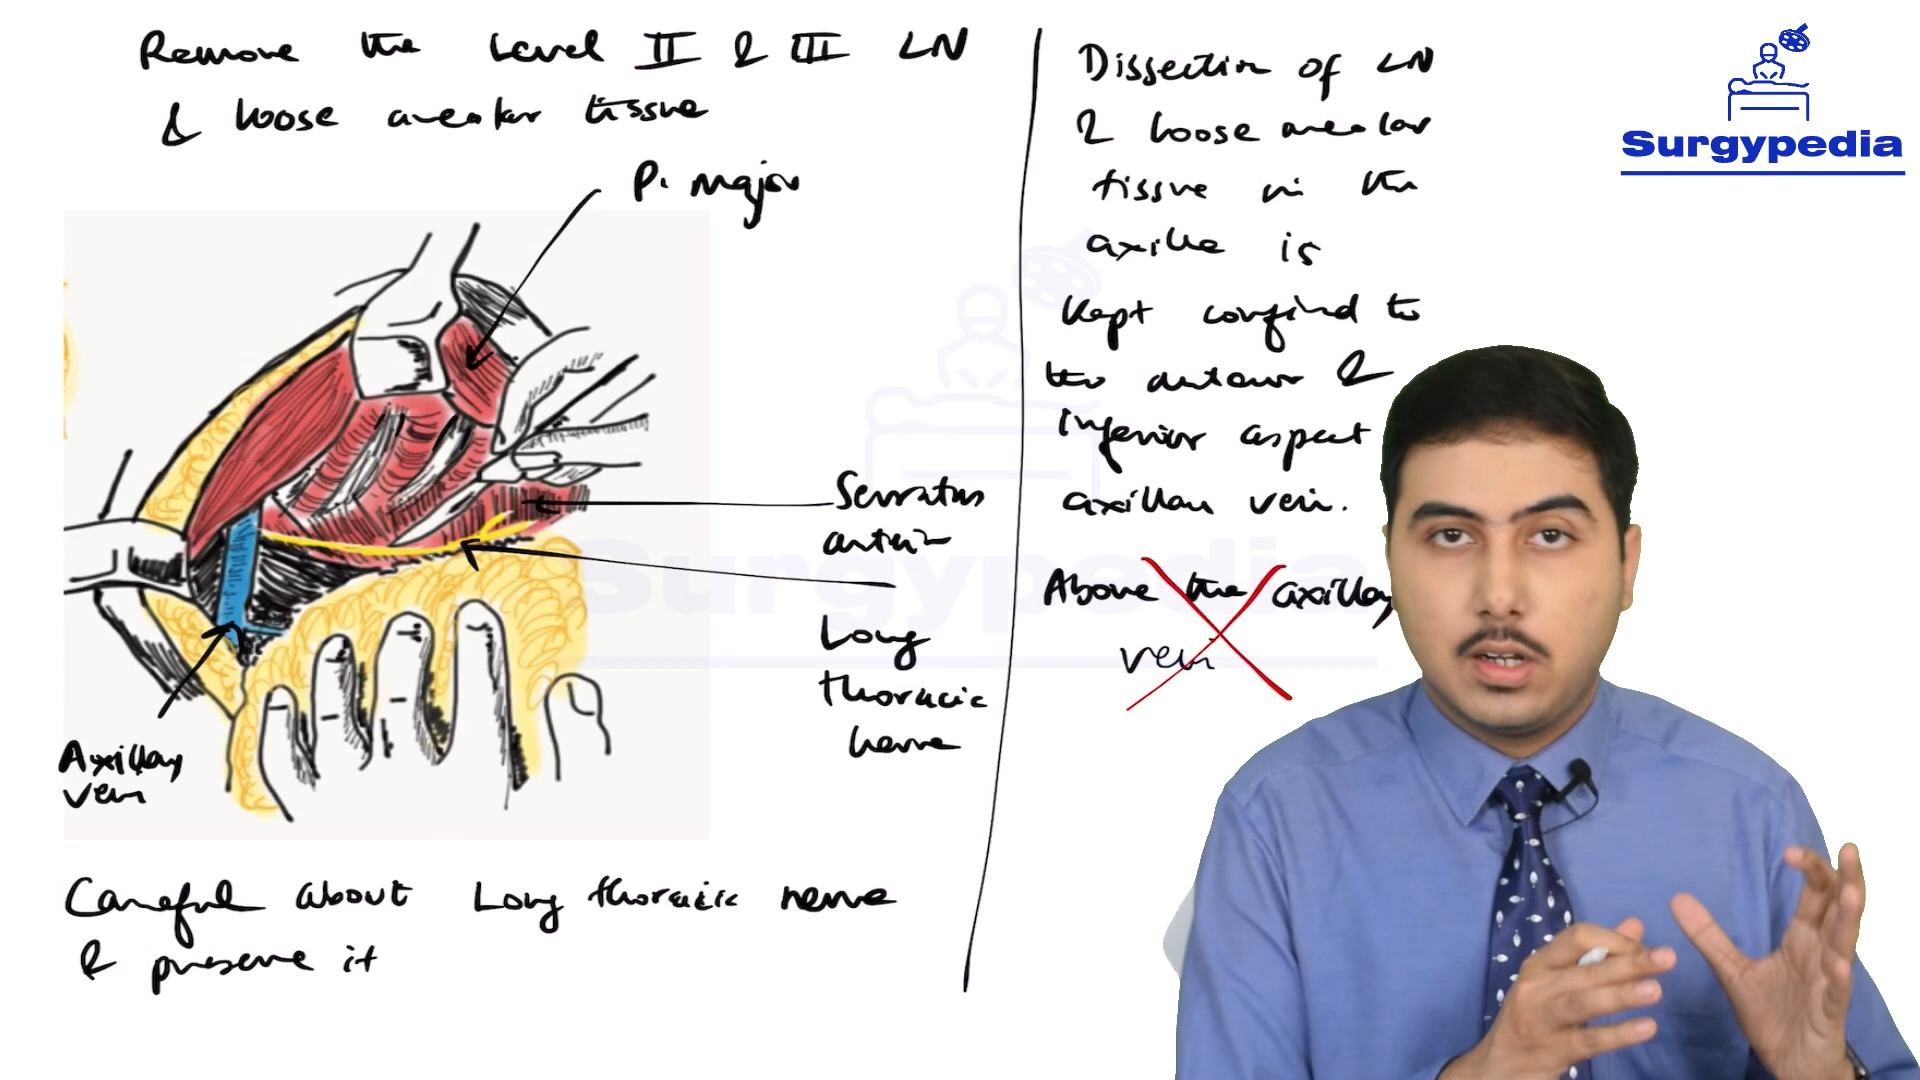 Remove the Level II & III LN
& loose areolar tissue
P. major
Serratus
anterior
Long
thoracic
nerve
Axillary
vein
Careful about Long thoracic nerve
& preserve it
Dissection of LN
& loose areolar
tissue in the
axilla is
kept confined to
the anterior &
inferior aspect
axillary vein.
Above the axillary
vein
Surgypedia
Surgypedia